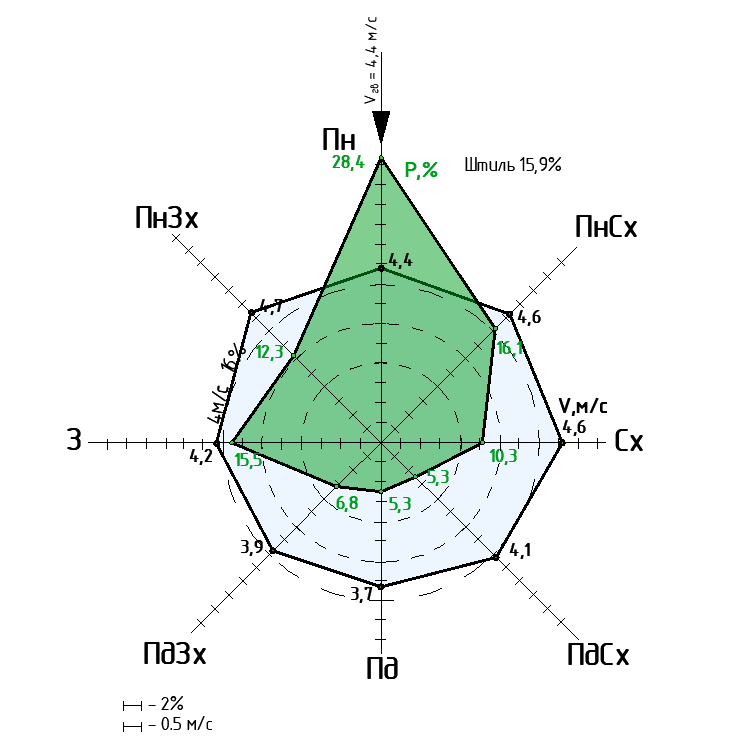 Vгв = 4,4 м/с
Пн
28,4
P,%
Штиль 15,9%
ПнЗх
ПнСх
4,4
4,7
4,6
12,3
16,1
16%
4м/с
V,м/с
4,6
З
Сх
4,2
15,5
10,3
5,3
6,8
5,3
3,9
4,1
3,7
ПдЗх
Пд
ПдСх
– 2%
– 0.5 м/с